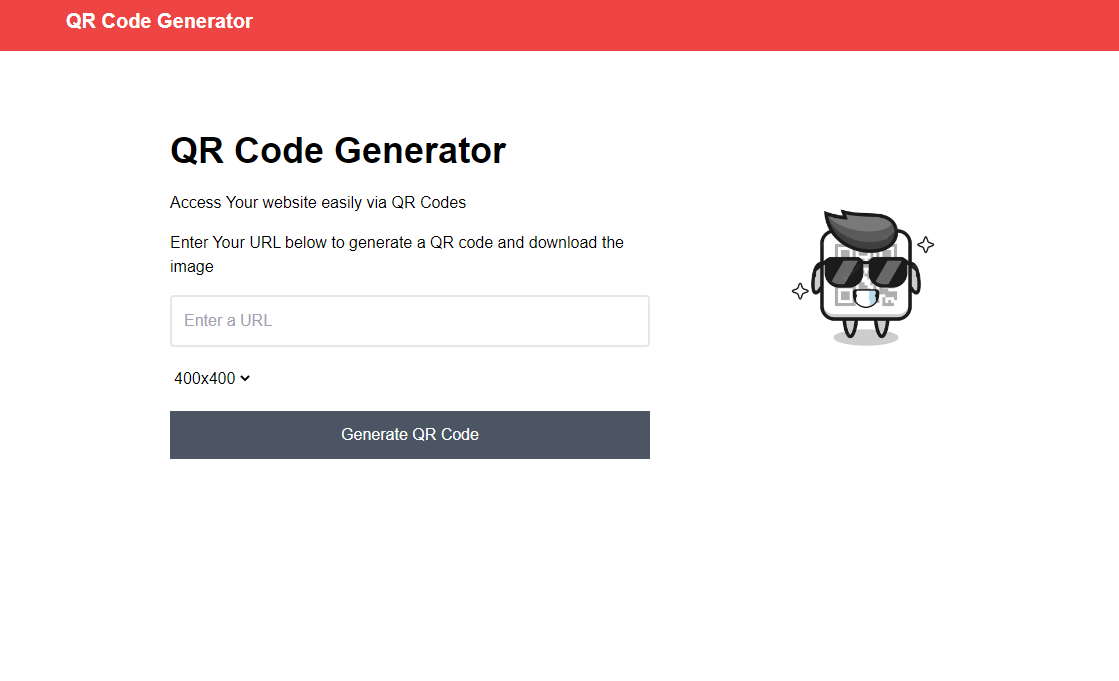 QR Code Generator
QR Code Generator
Access Your website easily via QR Codes
Enter Your URL below to generate a QR code and download the
image
Enter a URL
400x400
Generate QR Code